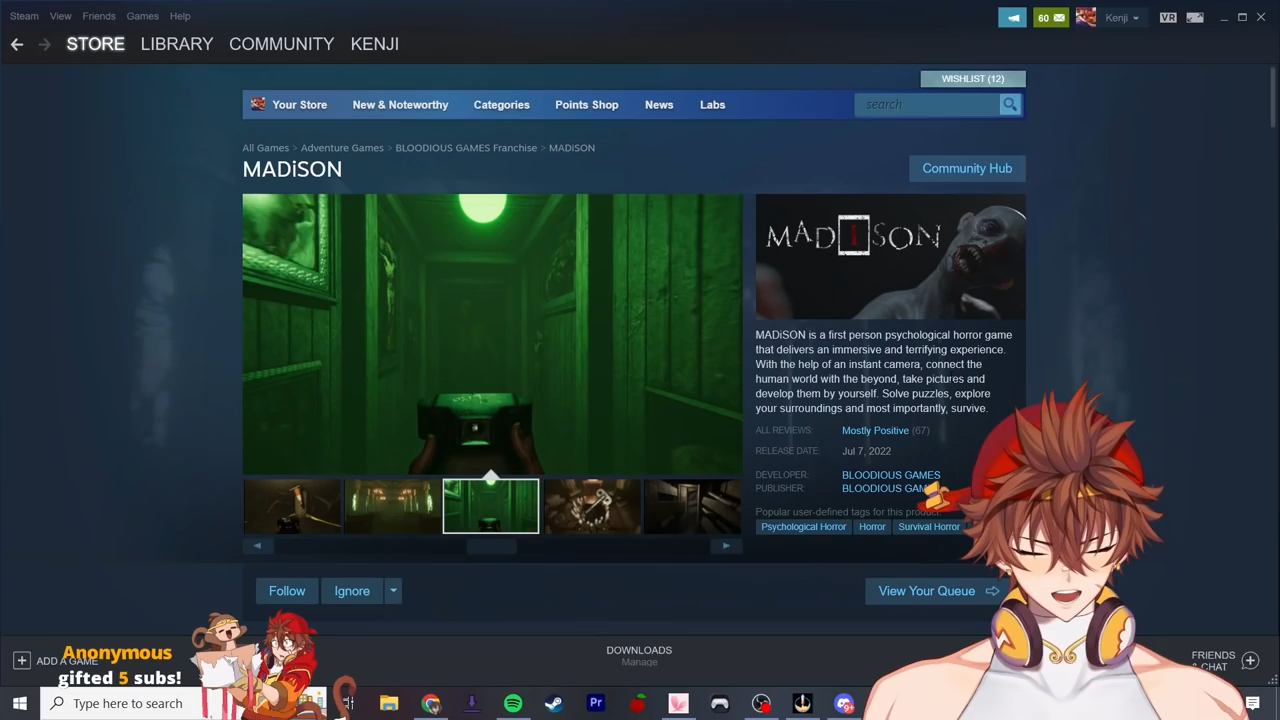 Steam View Friends Games Help
60 Kenji VR
STORE LIBRARY COMMUNITY KENJI
WISHLIST (12)
Your Store New & Noteworthy Categories Points Shop News Labs search
All Games > Adventure Games > BLOODIOUS GAMES Franchise > MADiSON
MADiSON
Community Hub
MADISON
MADiSON is a first person psychological horror game
that delivers an immersive and terrifying experience.
With the help of an instant camera, connect the
human world with the beyond, take pictures and
develop them by yourself. Solve puzzles, explore
your surroundings and most importantly, survive.
ALL REVIEWS: Mostly Positive (67)
RELEASE DATE: Jul 7, 2022
DEVELOPER: BLOODIOUS GAMES
PUBLISHER: BLOODIOUS
Popular user-defined tags for this
Psychological Horror Horror Survival Horror
Follow Ignore View Your Queue
Anonymous
gifted 5 subs!
ADD A GAME
DOWNLOADS
Manage
FRIENDS
& CHAT
Type here to search
Pr